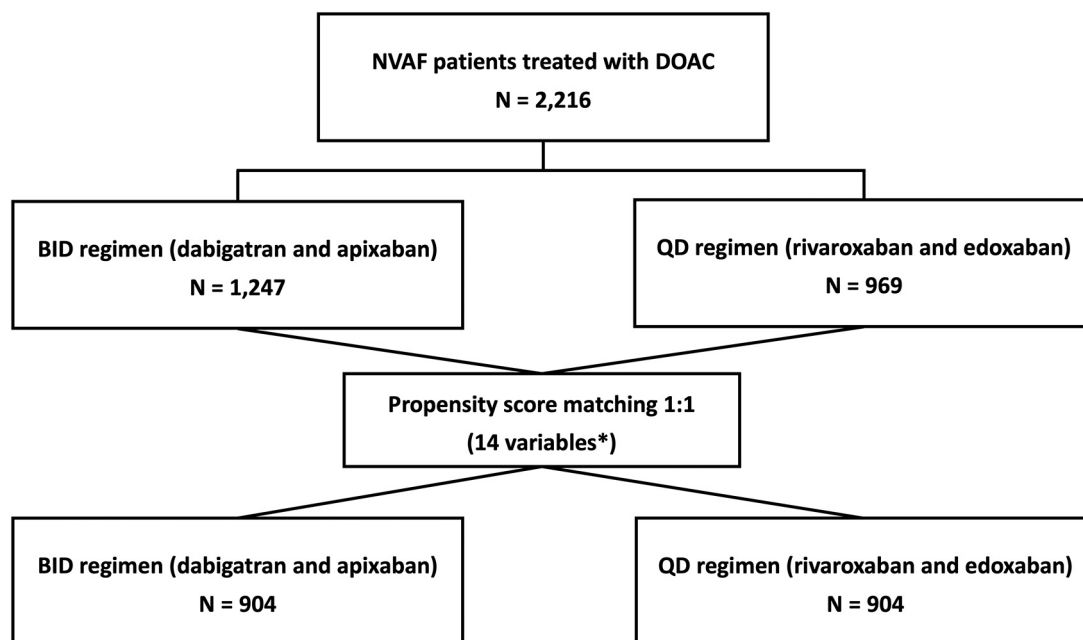 NVAF patients treated with DOAC
N = 2,216
BID regimen (dabigatran and apixaban)
N = 1,247
QD regimen (rivaroxaban and edoxaban)
N = 969
Propensity score matching 1:1
(14 variables*)
BID regimen (dabigatran and apixaban)
N = 904
QD regimen (rivaroxaban and edoxaban)
N = 904